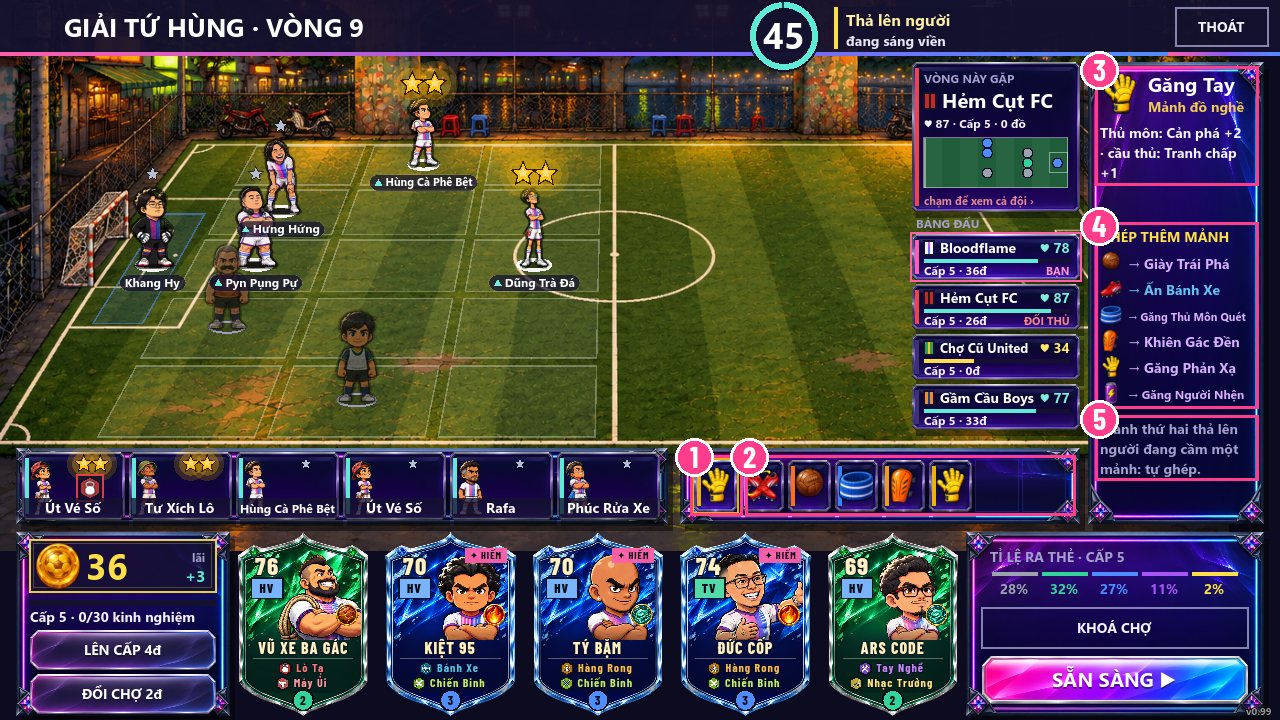 GIẢI TỨ HÙNG · VÒNG 9
45
Thả lên người
đang sáng viền
THOÁT
VÒNG NÀY GẶP
Hẻm Cụt FC
♥ 87 · Cấp 5 · 0 đồ
chạm để xem cả đội ›
3
Găng Tay
Mảnh đồ nghề
Thủ môn: Cản phá +2
· cầu thủ: Tranh chấp
+1
Hùng Cà Phê Bệt
Hưng Hứng
Khang Hy
Pyn Pụng Pự
Dũng Trà Đá
BẢNG ĐẤU
Bloodflame ♥ 78
Cấp 5 · 36đ BẠN
Hẻm Cụt FC ♥ 87
Cấp 5 · 26đ ĐỐI THỦ
Chợ Cũ United ♥ 34
Cấp 5 · 0đ
Gầm Cầu Boys ♥ 77
Cấp 5 · 33đ
4
HÉP THÊM MẢNH
→ Giày Trái Phá
→ Ấn Bánh Xe
→ Găng Thủ Môn Quét
→ Khiên Gác Đền
→ Găng Phản Xạ
→ Găng Người Nhện
5
ảnh thứ hai thả lên
người đang cầm một
mảnh: tự ghép.
1
2
Út Vé Số
Tư Xích Lô
Hùng Cà Phê Bệt
Út Vé Số
Rafa
Phúc Rửa Xe
36
lãi
+3
Cấp 5 · 0/30 kinh nghiệm
LÊN CẤP 4đ
ĐỔI CHỢ 2đ
76
HV
VŨ XE BA GÁC
Lò Ta
Máy Ủi
2
70
HV
HIẾM
KIỆT 95
Bánh Xe
Chiến Binh
3
70
HV
HIẾM
TÝ BẶM
Hàng Rong
Chiến Binh
3
74
TV
HIẾM
ĐỨC CỐP
Hàng Rong
Chiến Binh
3
69
HV
ARS CODE
Tay Nghề
Nhạc Trưởng
2
TỈ LỆ RA THẺ · CẤP 5
28% 32% 27% 11% 2%
KHOÁ CHỢ
SẴN SÀNG ▶
v0.99